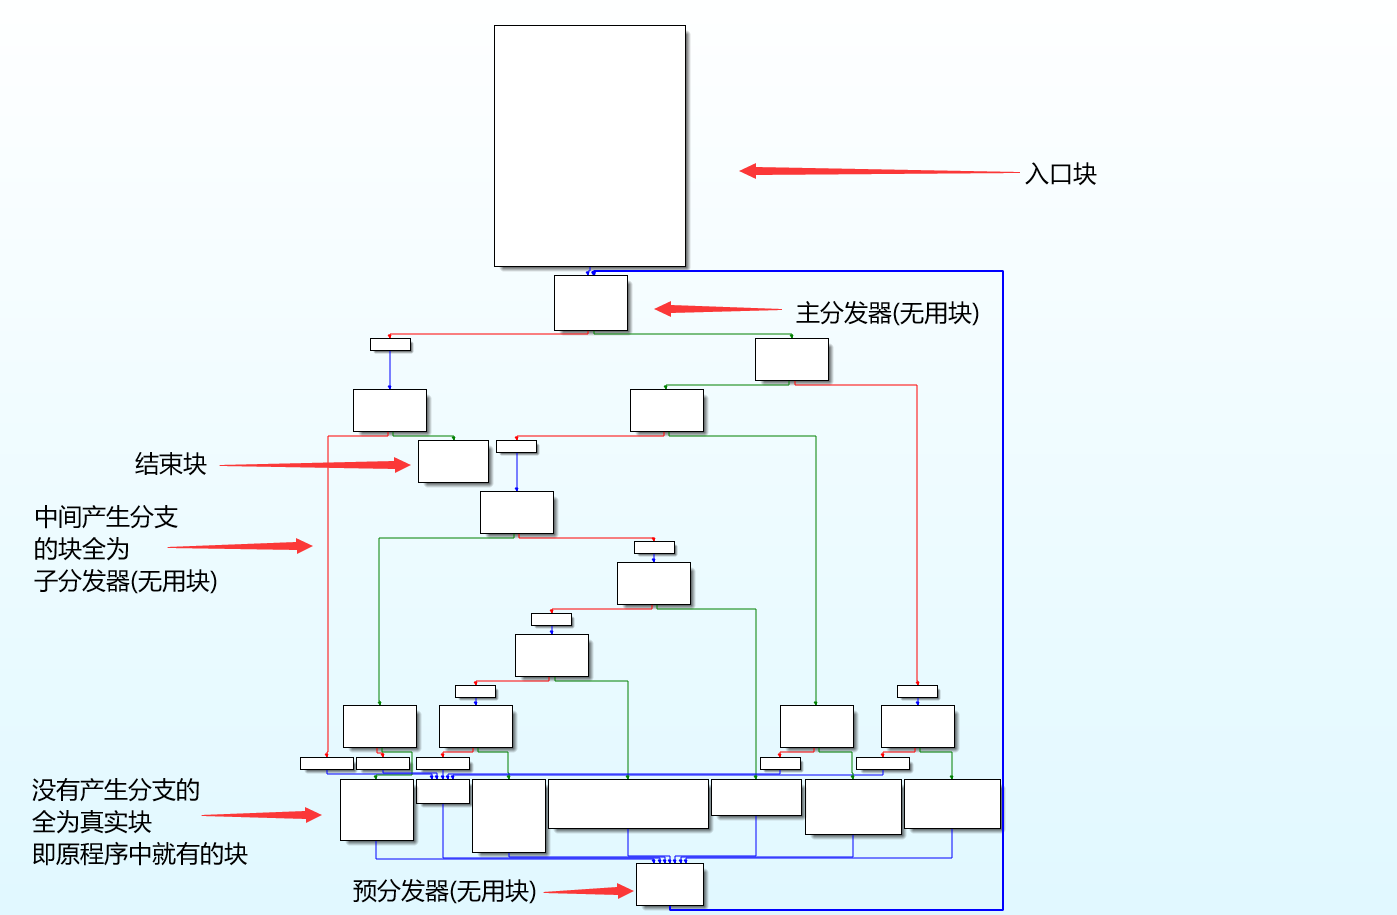 入口块
主分发器(无用块)
结束块
中间产生分支
的块全为
子分发器(无用块)
没有产生分支的
全为真实块
即原程序中就有的块
预分发器(无用块)